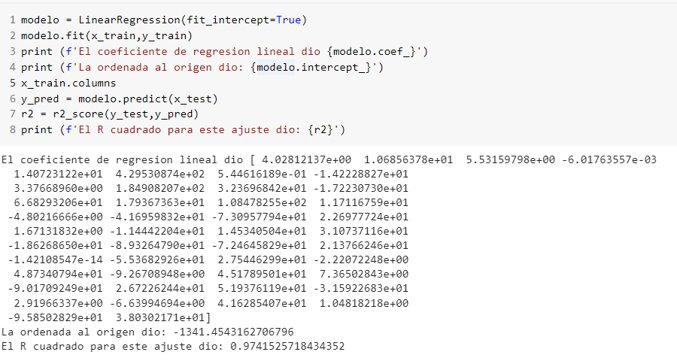 1 modelo = LinearRegression(fit_intercept=True)
2 modelo.fit(x_train,y_train)
3 print (f'El coeficiente de regresion lineal dio {modelo.coef_}')
4 print (f'La ordenada al origen dio: {modelo.intercept_}')
5 x_train.columns
6 y_pred = modelo.predict(x_test)
7 r2 = r2_score(y_test,y_pred)
8 print (f'El R cuadrado para este ajuste dio: {r2}')
El coeficiente de regresion lineal dio [ 4.02812137e+00 1.06856378e+01 5.53159798e+00 -6.01763557e-03
1.40723122e+01 4.29530874e+02 5.44616189e-01 -1.42228827e+01
3.37668960e+00 1.84908207e+02 3.23696842e+01 -1.72230730e+01
6.68293206e+01 1.79367363e+01 1.08478255e+02 1.17116759e+01
-4.80216666e+00 -4.16959832e+01 -7.30957794e+01 2.26977724e+01
1.67131832e+00 -1.14442204e+01 1.45340504e+01 3.10737116e+01
-1.86268650e+01 -8.93264790e+01 -7.24645829e+01 2.13766246e+01
-1.42108547e-14 -5.53682926e+01 2.75446299e+01 -2.22072248e+00
4.87340794e+01 -9.26708948e+00 4.51789501e+01 7.36502843e+00
-9.01709249e+01 2.67226244e+01 5.19376119e+01 -3.15922683e+01
2.91966337e+00 -6.63994694e+00 4.16285407e+01 1.04818218e+00
-9.58502829e+01 3.80302171e+01]
La ordenada al origen dio: -1341.4543162706796
El R cuadrado para este ajuste dio: 0.9741525718434352